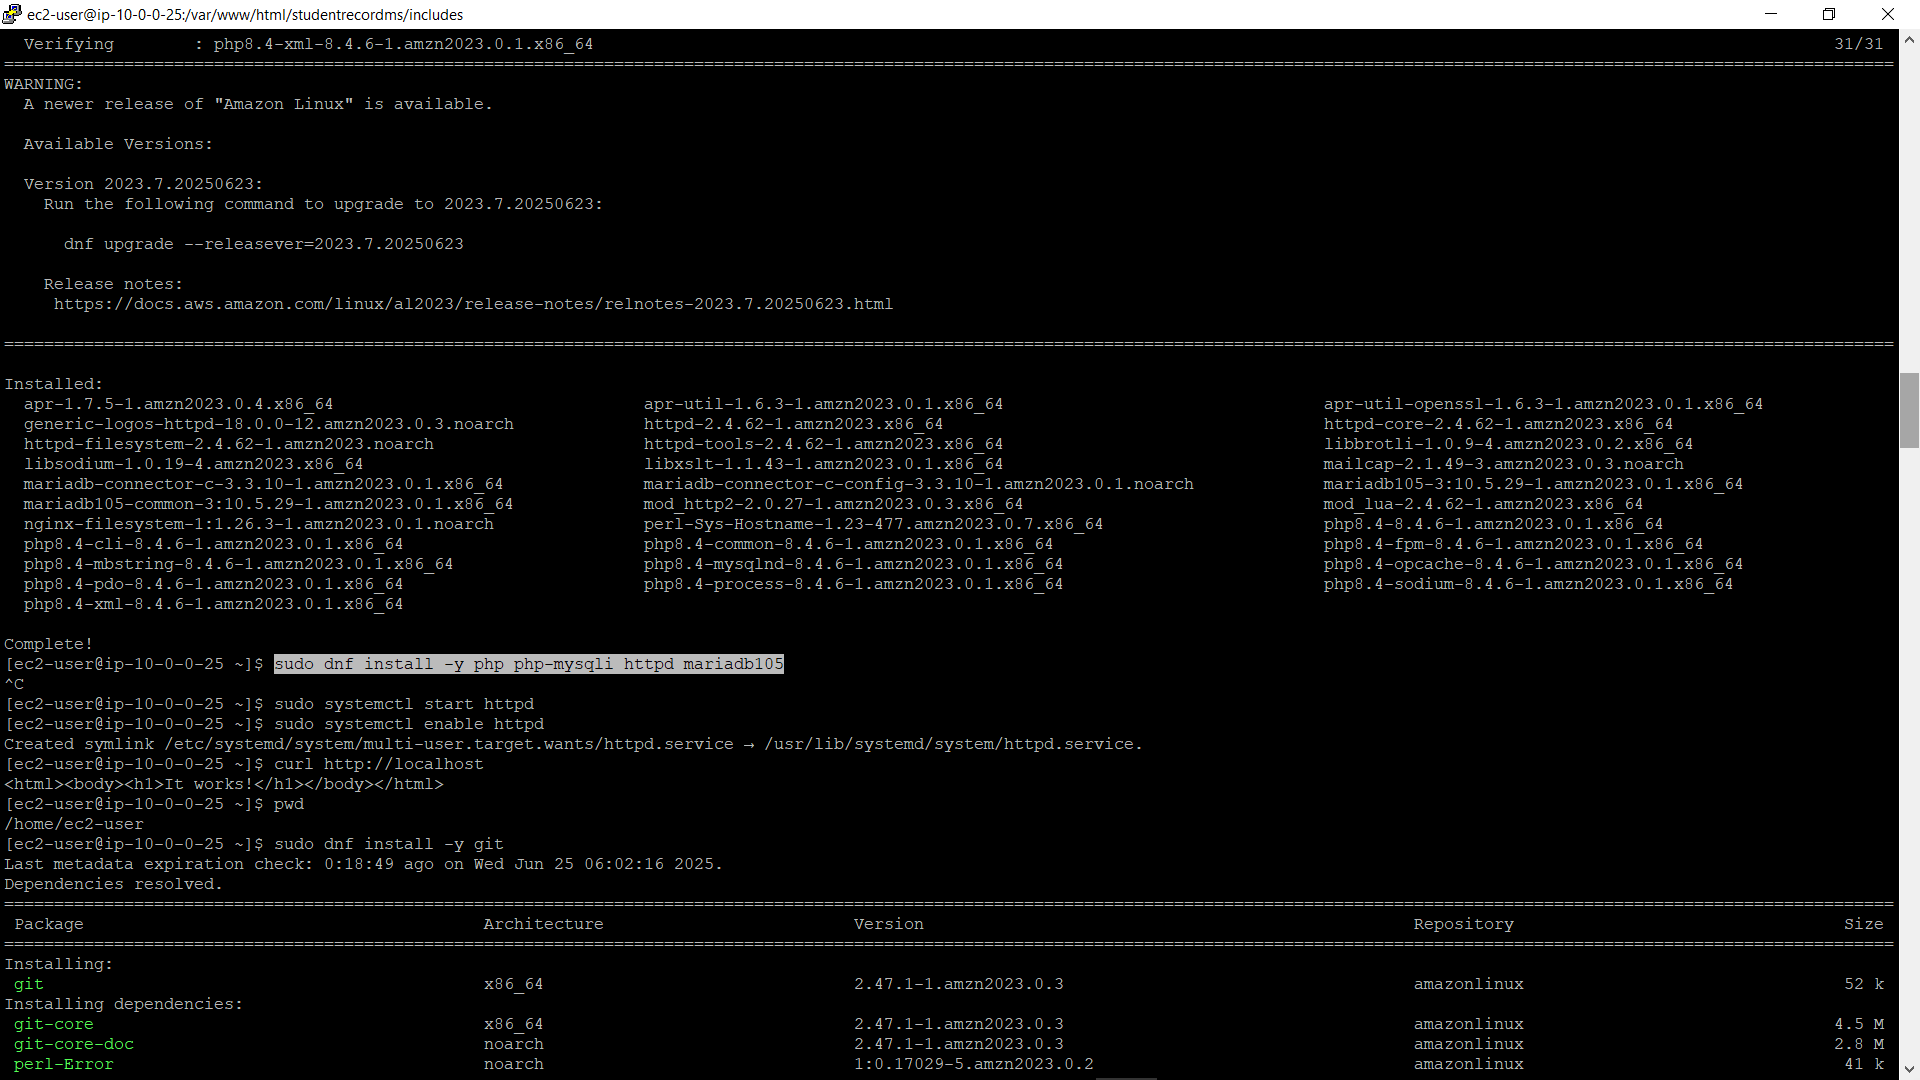 ec2-user@ip-10-0-0-25:/var/www/html/studentrecordms/includes
  Verifying        : php8.4-xml-8.4.6-1.amzn2023.0.1.x86_64                                31/31
================================================================================
WARNING:
  A newer release of "Amazon Linux" is available.

  Available Versions:

  Version 2023.7.20250623:
    Run the following command to upgrade to 2023.7.20250623:

      dnf upgrade --releasever=2023.7.20250623

    Release notes:
     https://docs.aws.amazon.com/linux/al2023/release-notes/relnotes-2023.7.20250623.html

================================================================================

Installed:
  apr-1.7.5-1.amzn2023.0.4.x86_64    apr-util-1.6.3-1.amzn2023.0.1.x86_64    apr-util-openssl-1.6.3-1.amzn2023.0.1.x86_64
  generic-logos-httpd-18.0.0-12.amzn2023.0.3.noarch    httpd-2.4.62-1.amzn2023.x86_64    httpd-core-2.4.62-1.amzn2023.x86_64
  httpd-filesystem-2.4.62-1.amzn2023.noarch    httpd-tools-2.4.62-1.amzn2023.x86_64    libbrotli-1.0.9-4.amzn2023.0.2.x86_64
  libsodium-1.0.19-4.amzn2023.x86_64    libxslt-1.1.43-1.amzn2023.0.1.x86_64    mailcap-2.1.49-3.amzn2023.0.3.noarch
  mariadb-connector-c-3.3.10-1.amzn2023.0.1.x86_64    mariadb-connector-c-config-3.3.10-1.amzn2023.0.1.noarch    mariadb105-3:10.5.29-1.amzn2023.0.1.x86_64
  mariadb105-common-3:10.5.29-1.amzn2023.0.1.x86_64    mod_http2-2.0.27-1.amzn2023.0.3.x86_64    mod_lua-2.4.62-1.amzn2023.x86_64
  nginx-filesystem-1:1.26.3-1.amzn2023.0.1.noarch    perl-Sys-Hostname-1.23-477.amzn2023.0.7.x86_64    php8.4-8.4.6-1.amzn2023.0.1.x86_64
  php8.4-cli-8.4.6-1.amzn2023.0.1.x86_64    php8.4-common-8.4.6-1.amzn2023.0.1.x86_64    php8.4-fpm-8.4.6-1.amzn2023.0.1.x86_64
  php8.4-mbstring-8.4.6-1.amzn2023.0.1.x86_64    php8.4-mysqlnd-8.4.6-1.amzn2023.0.1.x86_64    php8.4-opcache-8.4.6-1.amzn2023.0.1.x86_64
  php8.4-pdo-8.4.6-1.amzn2023.0.1.x86_64    php8.4-process-8.4.6-1.amzn2023.0.1.x86_64    php8.4-sodium-8.4.6-1.amzn2023.0.1.x86_64
  php8.4-xml-8.4.6-1.amzn2023.0.1.x86_64

Complete!
[ec2-user@ip-10-0-0-25 ~]$ sudo dnf install -y php php-mysqli httpd mariadb105
^C
[ec2-user@ip-10-0-0-25 ~]$ sudo systemctl start httpd
[ec2-user@ip-10-0-0-25 ~]$ sudo systemctl enable httpd
Created symlink /etc/systemd/system/multi-user.target.wants/httpd.service → /usr/lib/systemd/system/httpd.service.
[ec2-user@ip-10-0-0-25 ~]$ curl http://localhost
<html><body><h1>It works!</h1></body></html>
[ec2-user@ip-10-0-0-25 ~]$ pwd
/home/ec2-user
[ec2-user@ip-10-0-0-25 ~]$ sudo dnf install -y git
Last metadata expiration check: 0:18:49 ago on Wed Jun 25 06:02:16 2025.
Dependencies resolved.
================================================================================
 Package    Architecture    Version    Repository    Size
================================================================================
Installing:
 git    x86_64    2.47.1-1.amzn2023.0.3    amazonlinux    52 k
Installing dependencies:
 git-core    x86_64    2.47.1-1.amzn2023.0.3    amazonlinux    4.5 M
 git-core-doc    noarch    2.47.1-1.amzn2023.0.3    amazonlinux    2.8 M
 perl-Error    noarch    1:0.17029-5.amzn2023.0.2    amazonlinux    41 k